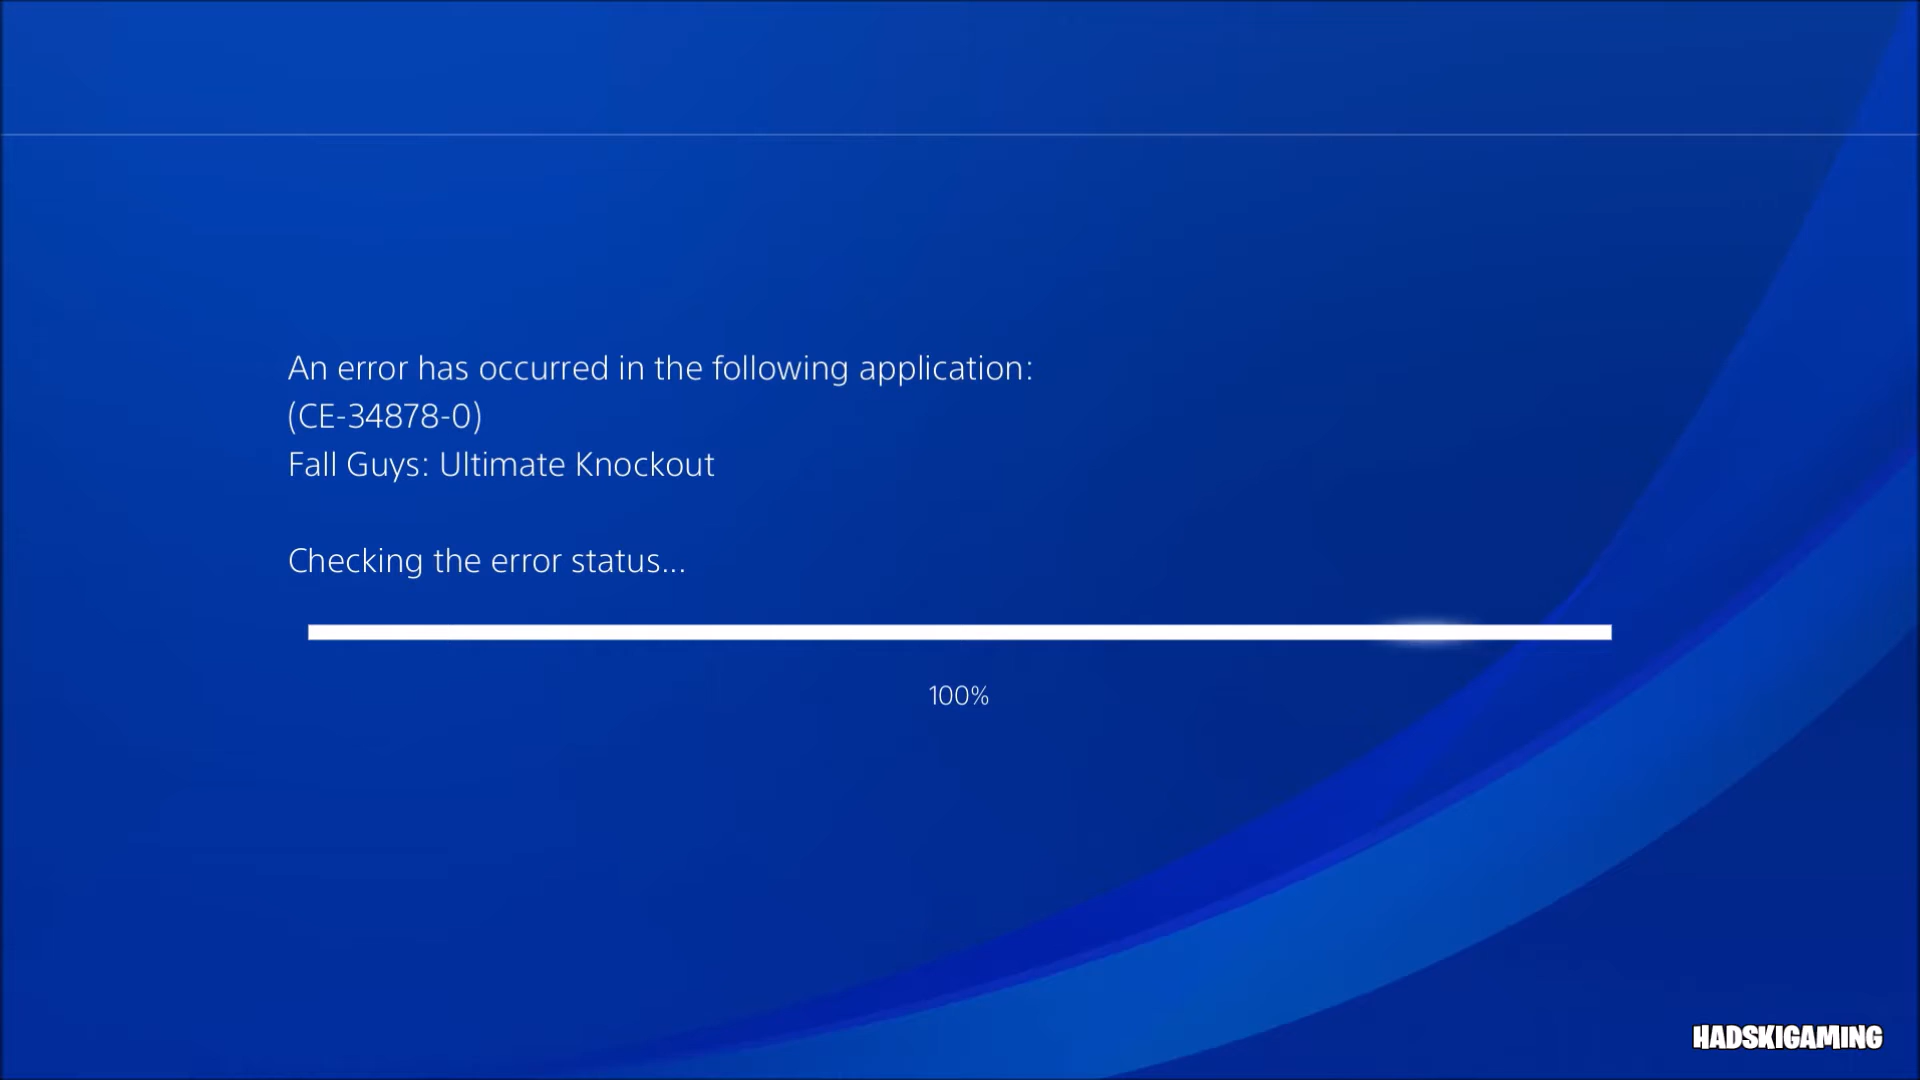 An error has occurred in the following application:
(CE-34878-0)
Fall Guys: Ultimate Knockout
Checking the error status...
100%
HADSKIGAMING